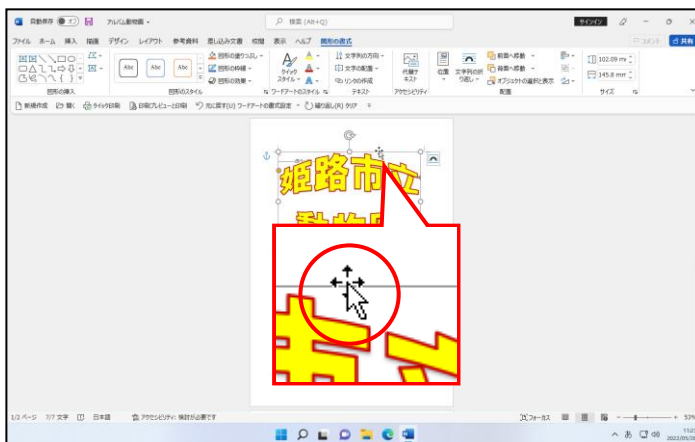 自動保存 オフ アルバム動物園 検索 (Alt+Q) サインイン
ファイル ホーム 挿入 描画 デザイン レイアウト 参考資料 差し込み文書 校閲 表示 ヘルプ 図形の書式 コメント 共有
Abc Abc Abc
図形の塗りつぶし
図形の枠線
図形の効果
クイック
スタイル
文字列の方向
文字の配置
リンクの作成
代替テ
キスト
位置
文字列の折
り返し
前面へ移動
背面へ移動
オブジェクトの選択と表示
102.09 mm
145.8 mm
図形の挿入 図形のスタイル ワードアートのスタイル テキスト アクセシビリティ 配置 サイズ
新規作成 開く クイック印刷 印刷プレビューと印刷 元に戻す(U) ワードアートの書式設定 繰り返し(R) クリア
姫路市立
1/2 ページ 7/7 文字 日本語 アクセシビリティ: 検討が必要です フォーカス 53%
あ